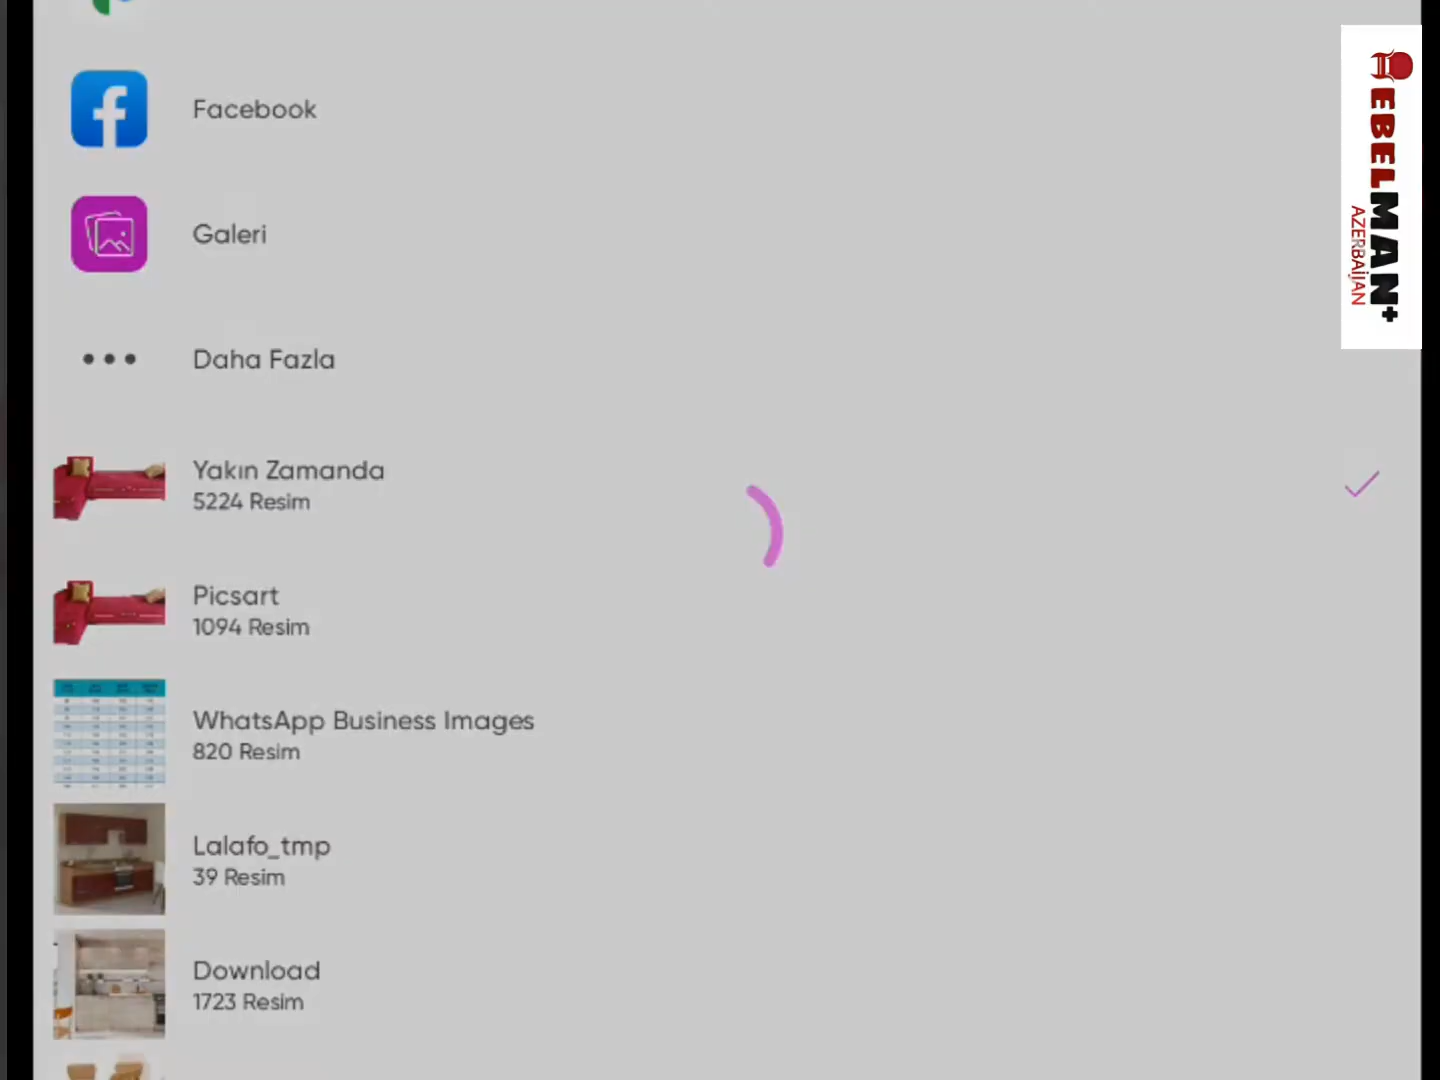 Facebook
Galeri
Daha Fazla
Yakın Zamanda
5224 Resim
Picsart
1094 Resim
WhatsApp Business Images
820 Resim
Lalafo_tmp
39 Resim
Download
1723 Resim
EBELMAN+
AZERBAiJAN